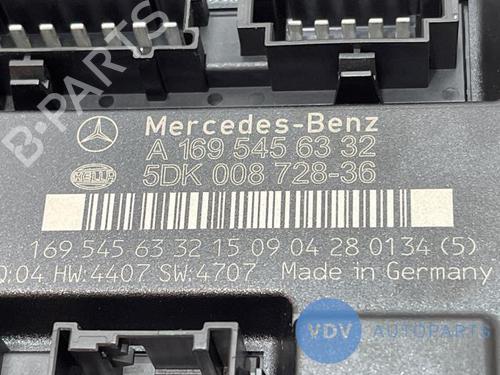 B-PARTS
Mercedes-Benz
A 169 545 63 32
HELLA
5DK 008 728-36
169 545 63 32 15 09 04 28 0134 (5)
0:04 HW:4407 SW:4707 Made in Germany
VDV AUTOPARTS